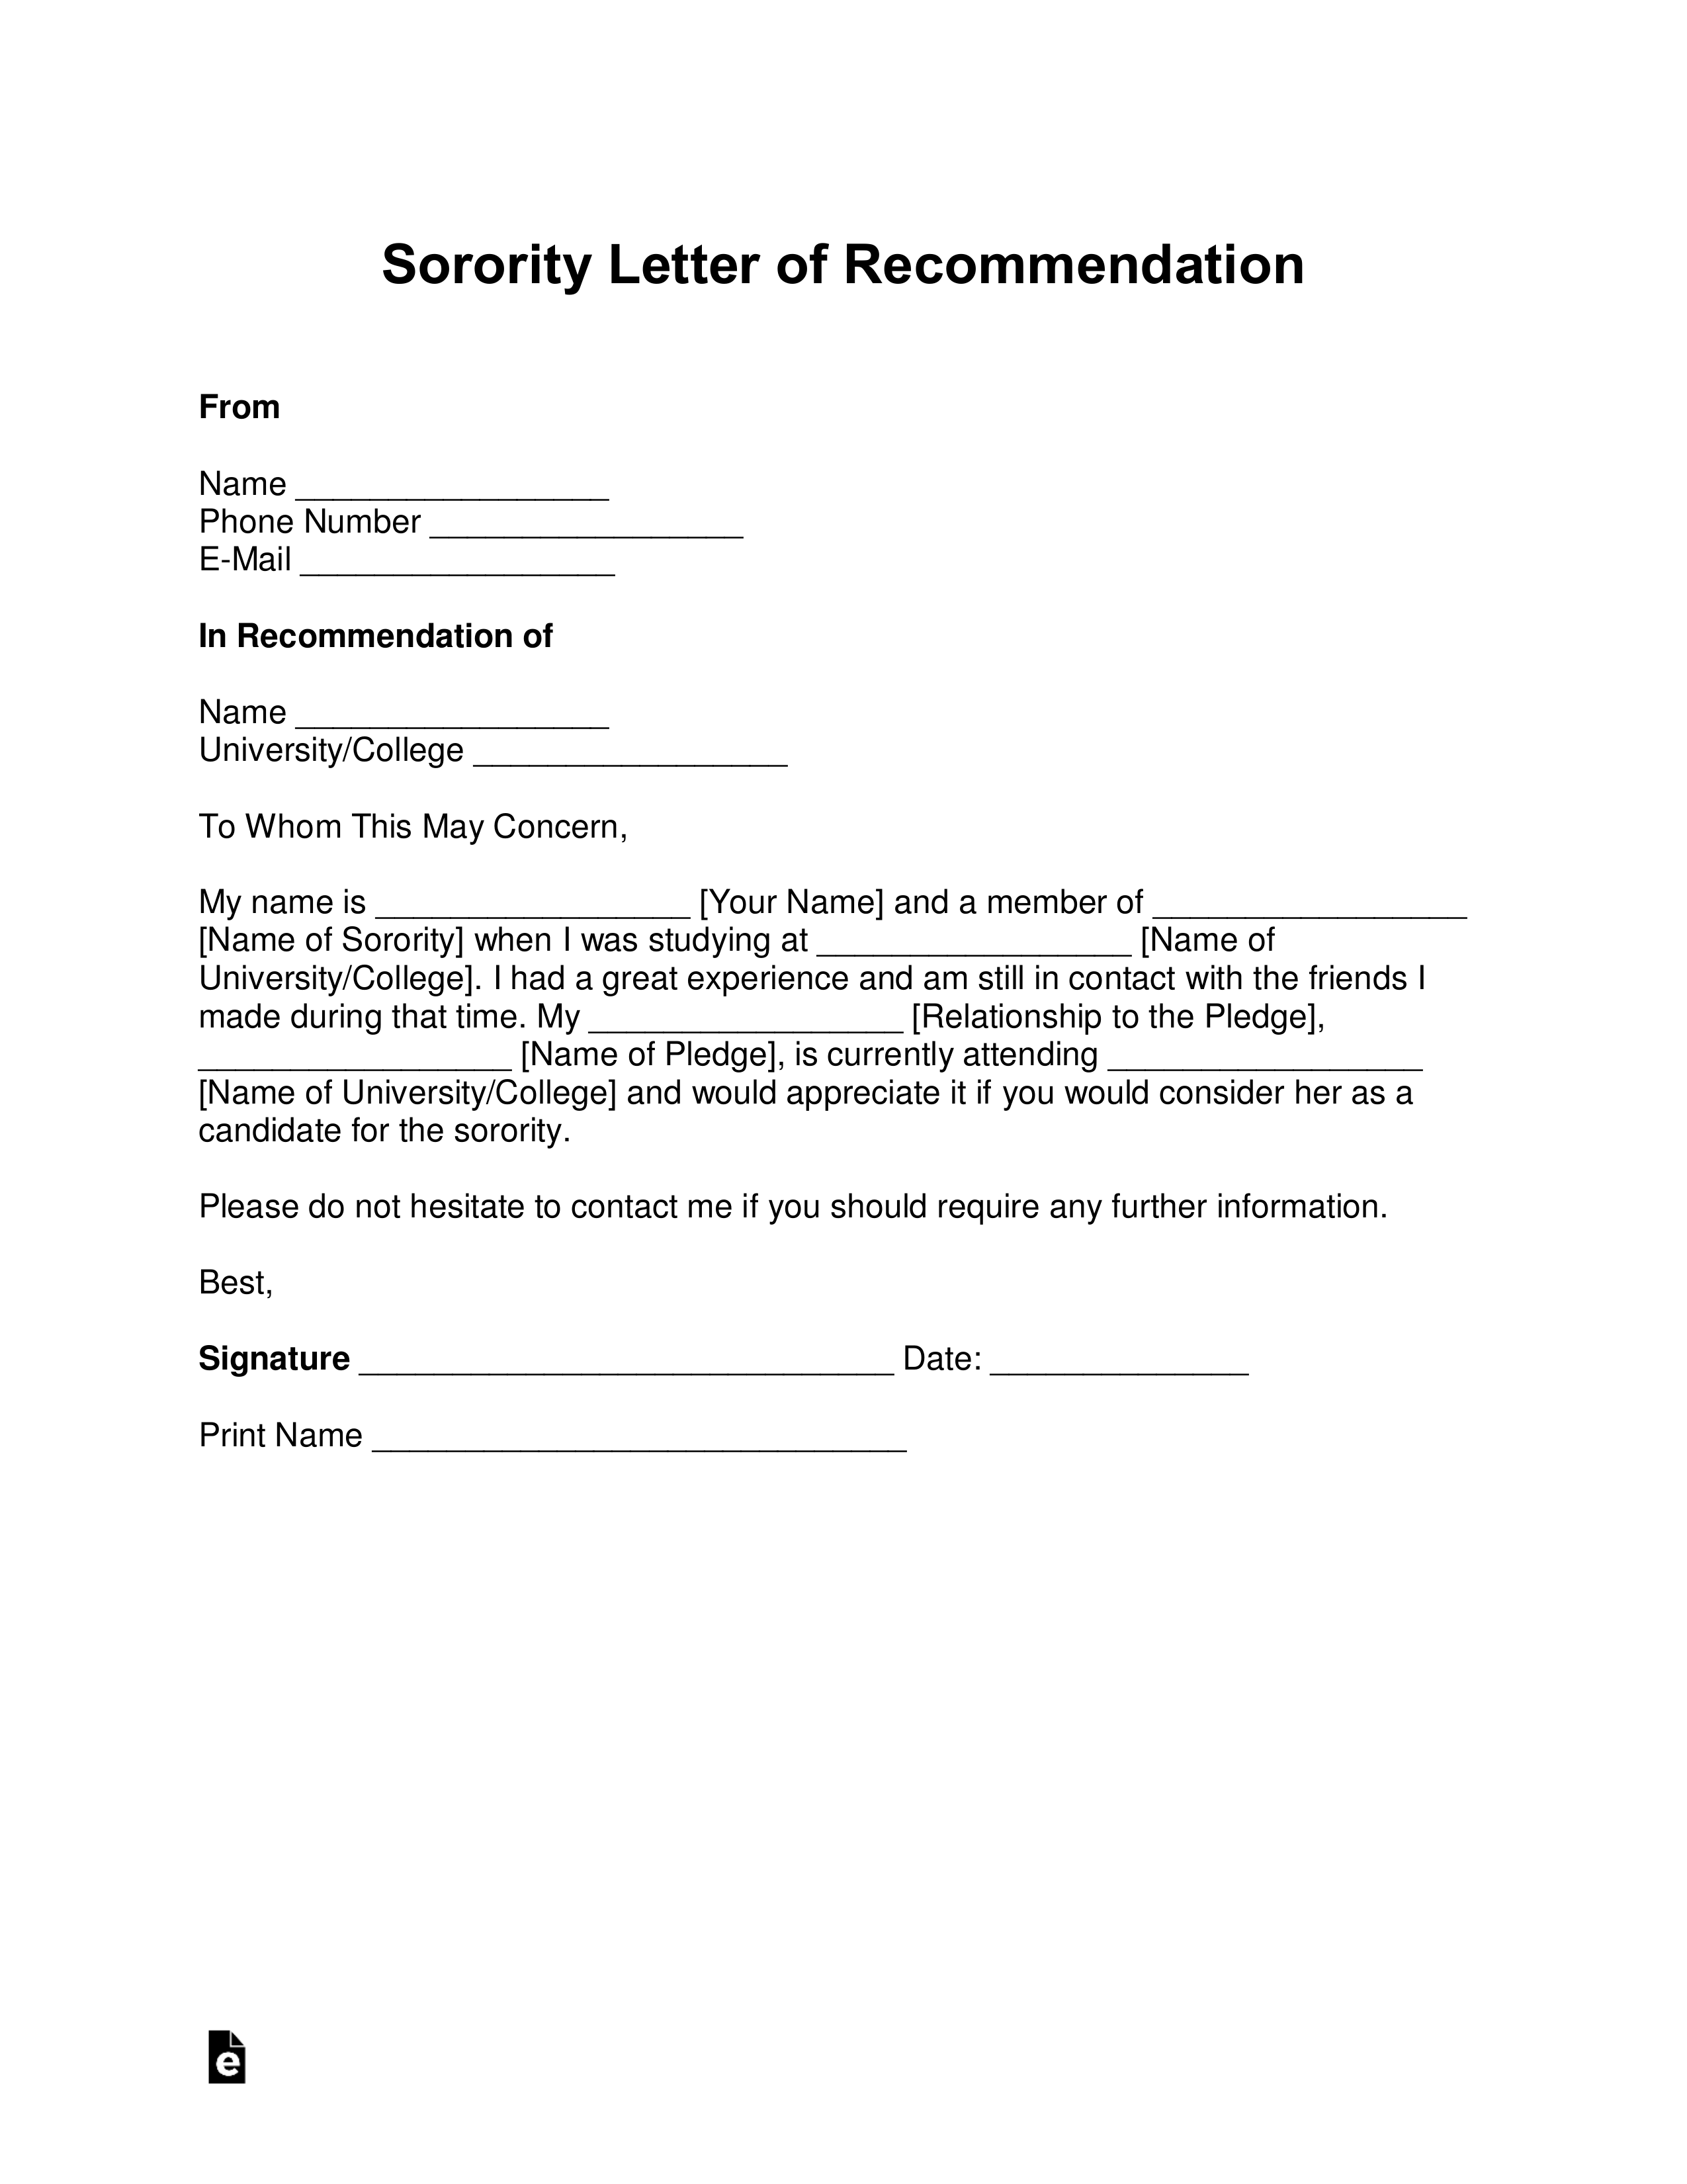 Sorority Letter of Recommendation
From
Name _________________
Phone Number _________________
E-Mail _________________
In Recommendation of
Name _________________
University/College _________________
To Whom This May Concern,
My name is _________________ [Your Name] and a member of _________________
[Name of Sorority] when I was studying at _________________ [Name of
University/College]. I had a great experience and am still in contact with the friends I
made during that time. My _________________ [Relationship to the Pledge],
_________________ [Name of Pledge], is currently attending _________________
[Name of University/College] and would appreciate it if you would consider her as a
candidate for the sorority.
Please do not hesitate to contact me if you should require any further information.
Best,
Signature _____________________________ Date: ______________
Print Name _____________________________
e